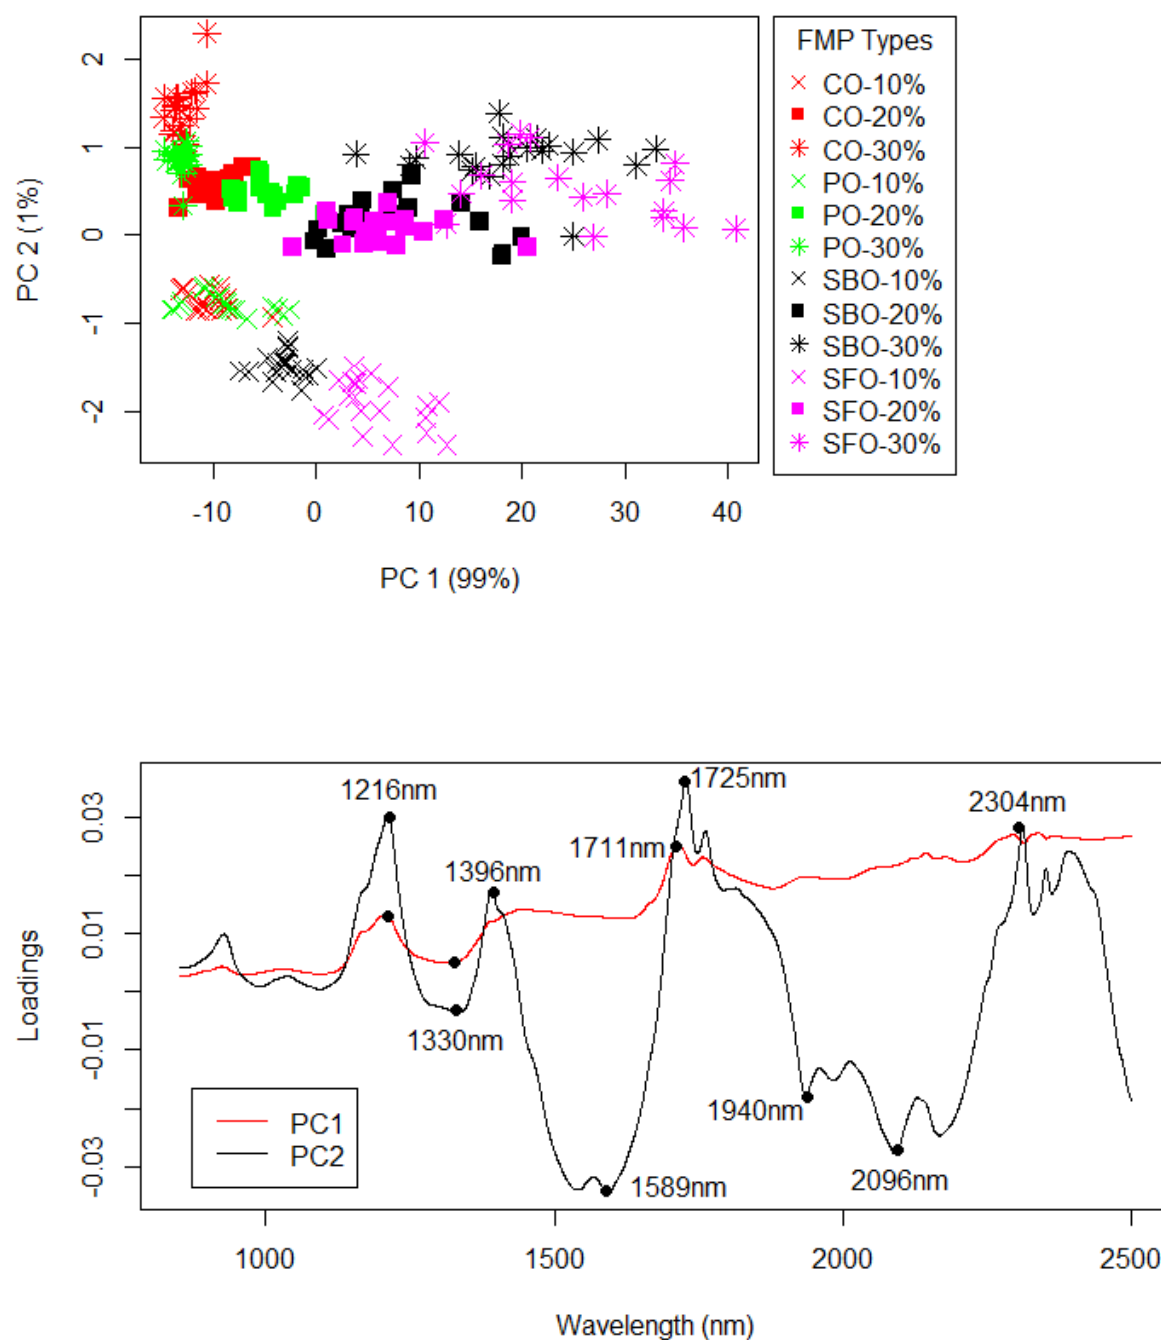 FMP Types
CO-10%
CO-20%
CO-30%
PO-10%
PO-20%
PO-30%
SBO-10%
SBO-20%
SBO-30%
SFO-10%
SFO-20%
SFO-30%
2
1
0
-1
-2
PC 2 (1%)
-10 0 10 20 30 40
PC 1 (99%)
1725nm
1216nm
2304nm
1711nm
1396nm
1330nm
1940nm
2096nm
1589nm
0.03
0.01
-0.01
-0.03
Loadings
PC1
PC2
1000 1500 2000 2500
Wavelength (nm)